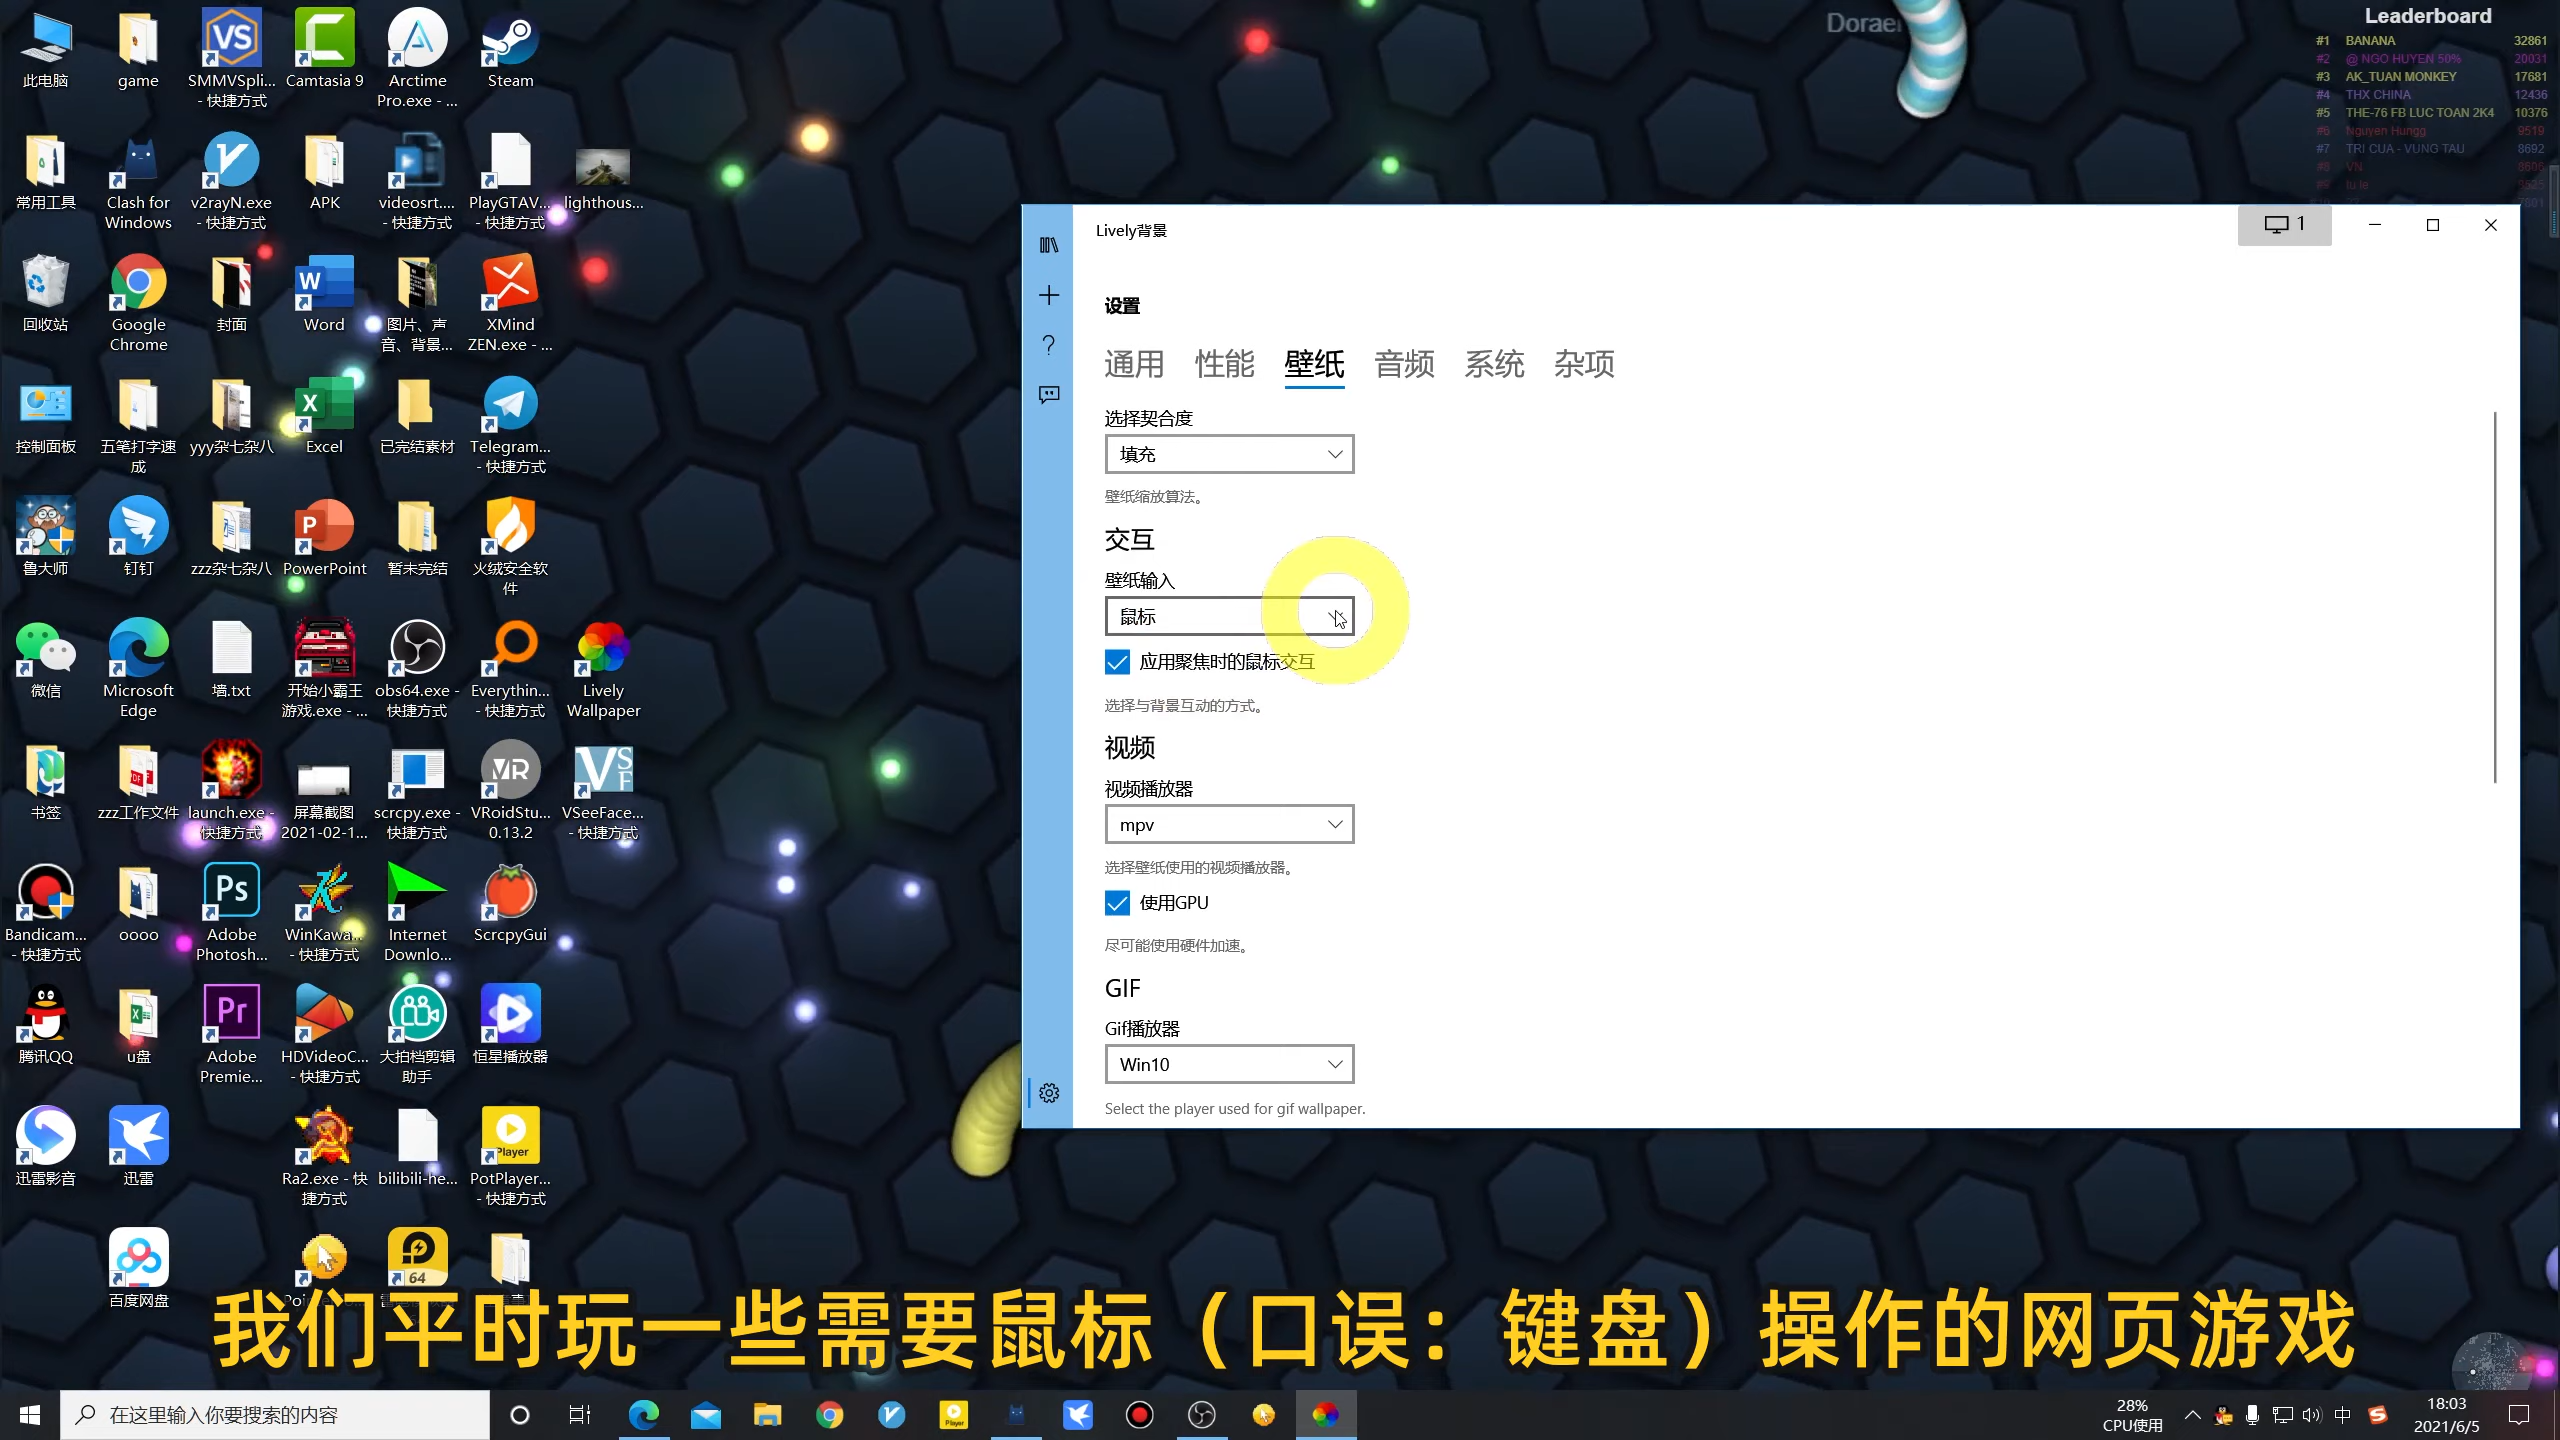 此电脑
game
SMMVSpli...
- 快捷方式
Camtasia 9
Arctime
Pro.exe - ...
Steam
常用工具
Clash for
Windows
v2rayN.exe
- 快捷方式
APK
videosrt....
- 快捷方式
PlayGTAV...
- 快捷方式
lighthous...
回收站
Google
Chrome
封面
Word
图片、声
音、背景...
XMind
ZEN.exe - ...
控制面板
五笔打字速
成
yyy杂七杂八
Excel
已完结素材
Telegram...
- 快捷方式
鲁大师
钉钉
zzz杂七杂八
PowerPoint
暂未完结
火绒安全软
件
微信
Microsoft
Edge
墙.txt
开始小霸王
游戏.exe - ...
obs64.exe -
快捷方式
Everythin...
- 快捷方式
Lively
Wallpaper
书签
zzz工作文件
launch.exe -
快捷方式
屏幕截图
2021-02-1...
scrcpy.exe -
快捷方式
VRoidStu...
0.13.2
VSeeFace...
- 快捷方式
Bandicam...
- 快捷方式
oooo
Adobe
Photosh...
WinKawa...
- 快捷方式
Internet
Downlo...
ScrcpyGui
腾讯QQ
u盘
Adobe
Premie...
HDVideoC...
- 快捷方式
大拍档剪辑
助手
恒星播放器
迅雷影音
迅雷
Ra2.exe - 快
捷方式
bilibili-he...
PotPlayer...
- 快捷方式
百度网盘
Leaderboard
#1 BANANA 32861
#2 @ NGO HUYEN 50% 20031
#3 AK_TUAN MONKEY 17681
#4 THX CHINA 12436
#5 THE-76 FB LUC TOAN 2K4 10376
#6 Nguyen Hungg 9519
#7 TRI CUA - VUNG TAU 8692
#8 VN
Lively背景
1
设置
通用 性能 壁纸 音频 系统 杂项
选择契合度
填充
壁纸缩放算法。
交互
壁纸输入
鼠标
应用聚焦时的鼠标交互
选择与背景互动的方式。
视频
视频播放器
mpv
选择壁纸使用的视频播放器。
使用GPU
尽可能使用硬件加速。
GIF
Gif播放器
Win10
Select the player used for gif wallpaper.
我们平时玩一些需要鼠标（口误：键盘）操作的网页游戏
在这里输入你要搜索的内容
28%
CPU使用
中
18:03
2021/6/5